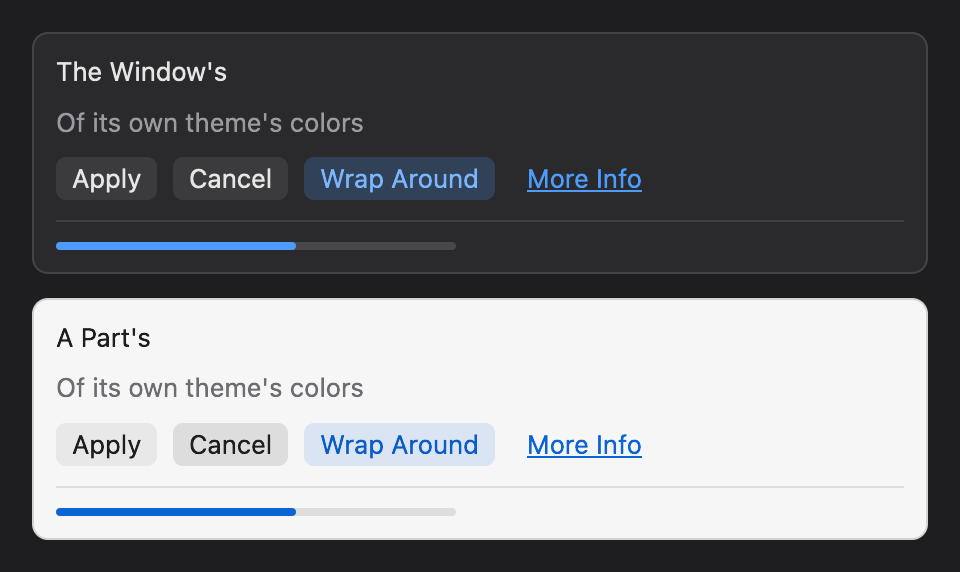 The Window's
Of its own theme's colors
Apply Cancel Wrap Around More Info
A Part's
Of its own theme's colors
Apply Cancel Wrap Around More Info